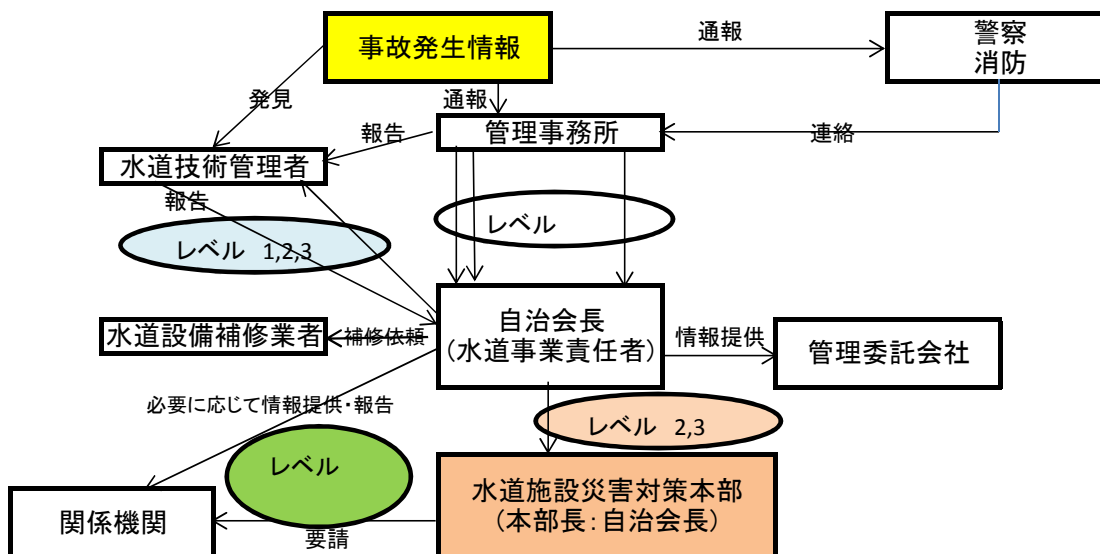 事故発生情報
通報
警察
消防
発見
通報
管理事務所
連絡
報告
水道技術管理者
報告
レベル
レベル 1,2,3
自治会長
（水道事業責任者）
水道設備補修業者
補修依頼
情報提供
管理委託会社
必要に応じて情報提供・報告
レベル 2,3
レベル
水道施設災害対策本部
（本部長：自治会長）
関係機関
要請